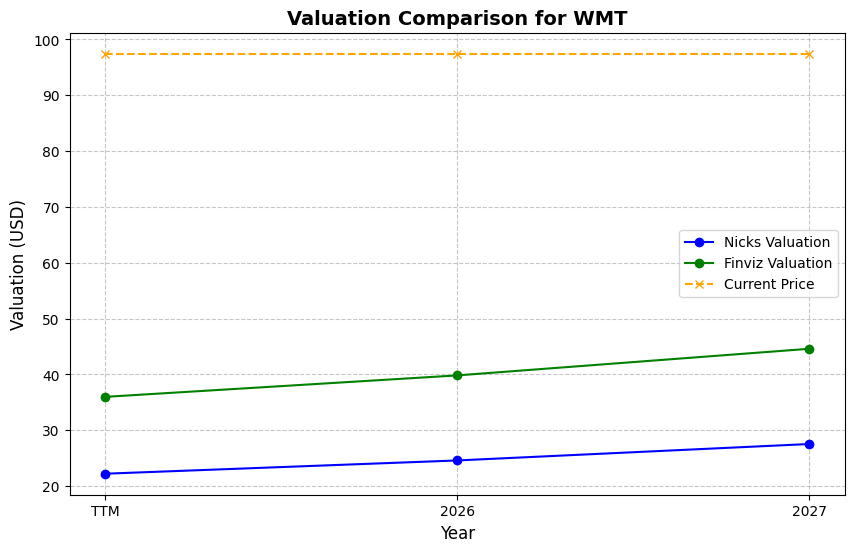 Valuation Comparison for WMT
Valuation (USD)
100
90
80
70
60
50
40
30
20
Nicks Valuation
Finviz Valuation
Current Price
TTM
2026
2027
Year